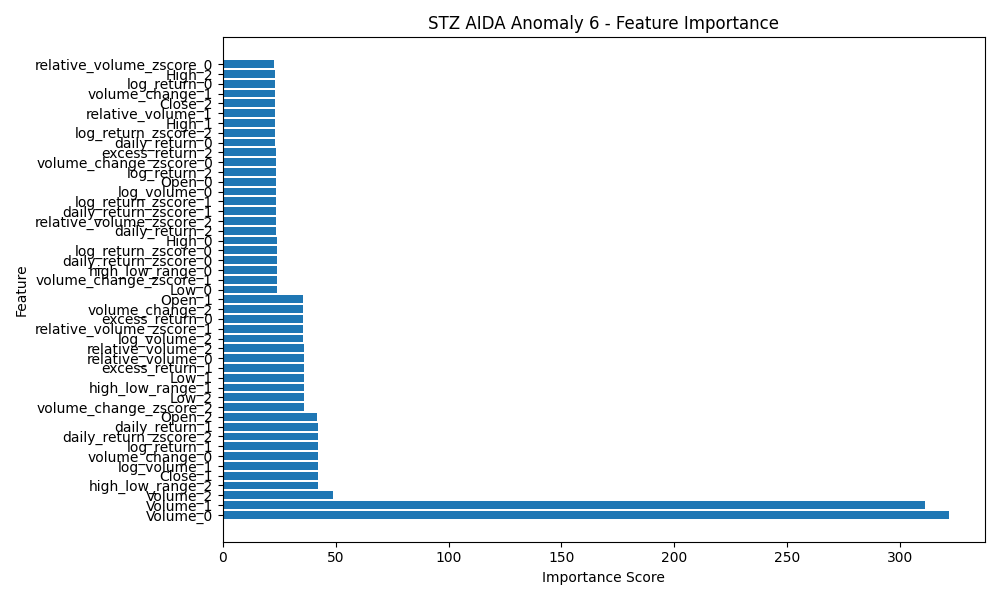 STZ AIDA Anomaly 6 - Feature Importance
relative_volume_zscore_0
High_2
log_return_0
volume_change_1
Close_2
relative_volume_1
High_1
log_return_zscore_2
daily_return_0
excess_return_2
volume_change_zscore_0
log_return_2
Open_0
log_volume_0
log_return_zscore_1
daily_return_zscore_1
relative_volume_zscore_2
daily_return_2
High_0
log_return_zscore_0
daily_return_zscore_0
high_low_range_0
volume_change_zscore_1
Low_0
Open_1
volume_change_2
excess_return_0
relative_volume_zscore_1
log_volume_2
relative_volume_2
relative_volume_0
excess_return_1
Low_1
high_low_range_1
Low_2
volume_change_zscore_2
Open_2
daily_return_1
daily_return_zscore_2
log_return_1
volume_change_0
log_volume_1
Close_1
high_low_range_2
Volume_2
Volume_1
Volume_0
Feature
0 50 100 150 200 250 300
Importance Score